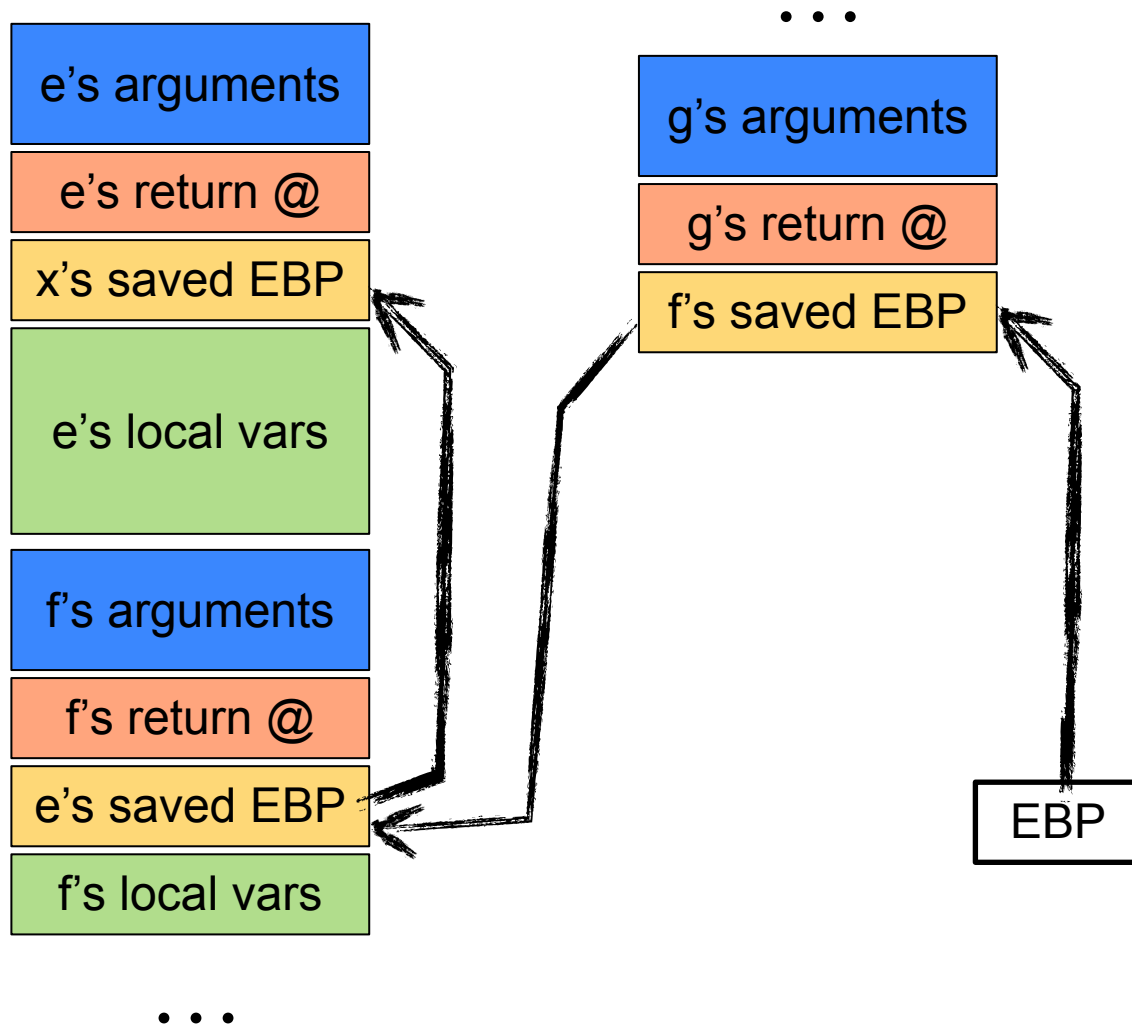 e’s arguments
e’s return @
x’s saved EBP
e’s local vars
f’s arguments
f’s return @
e’s saved EBP
f’s local vars
. . .
. . .
g’s arguments
g’s return @
f’s saved EBP
EBP